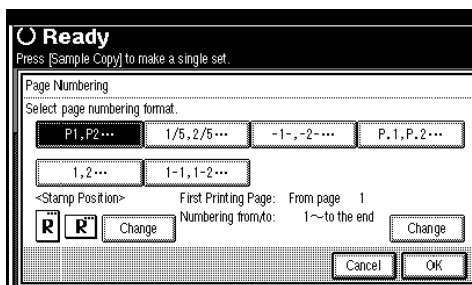 Ready
Press [Sample Copy] to make a single set.
Page Numbering
Select page numbering format.
P1,P2··· 1/5,2/5··· -1-,-2-··· P.1,P.2···
1,2··· 1-1,1-2···
<Stamp Position> First Printing Page: From page 1
R R Change Numbering from/to: 1～to the end Change
Cancel OK